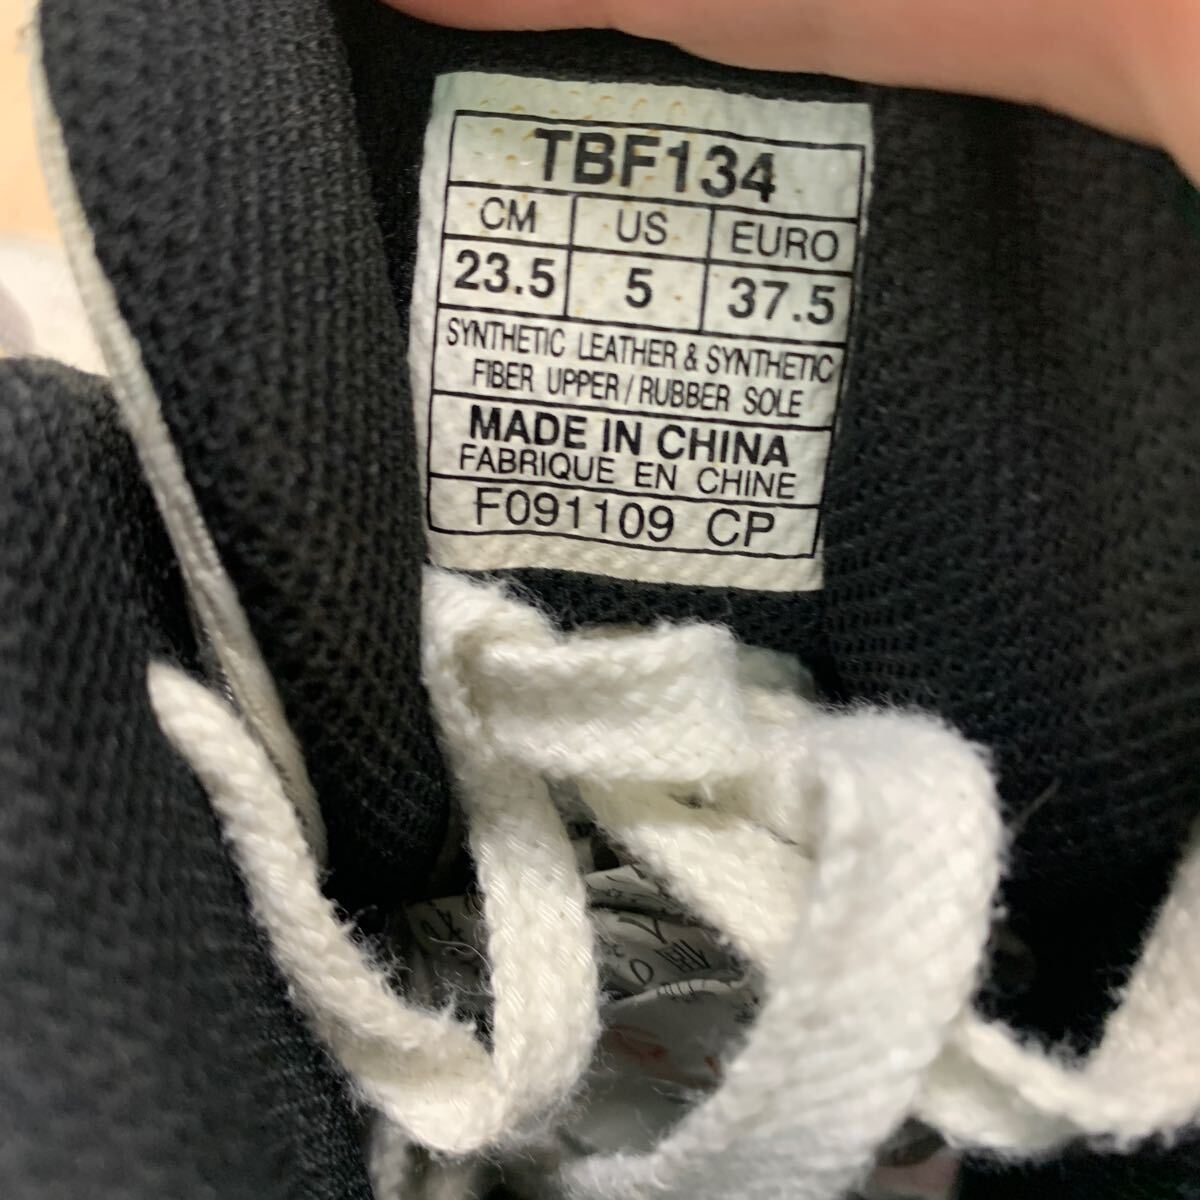 TBF134
CM US EURO
23.5 5 37.5
SYNTHETIC LEATHER & SYNTHETIC
FIBER UPPER / RUBBER SOLE
MADE IN CHINA
FABRIQUE EN CHINE
F091109 CP